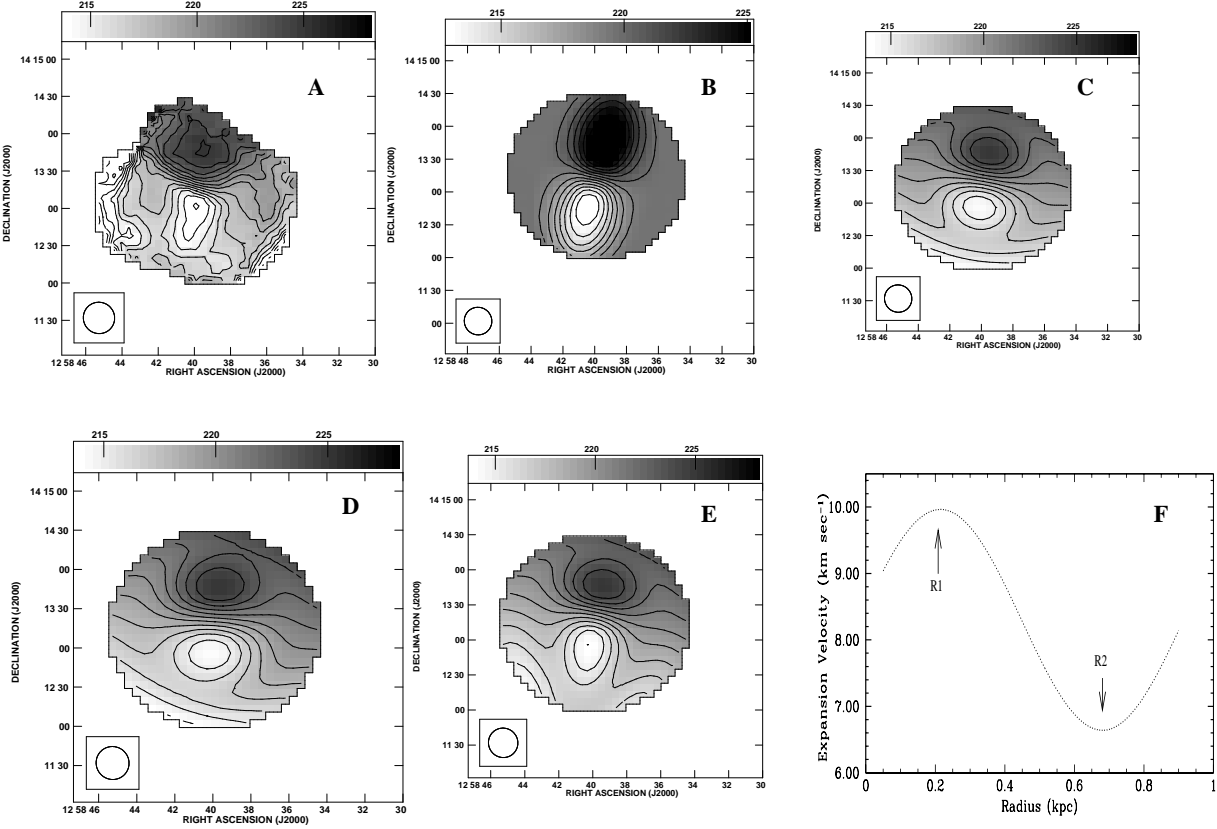 215 220 225
A
14 15 00
14 30
00
13 30
00
12 30
00
11 30
DECLINATION (J2000)
12 58 46 44 42 40 38 36 34 32 30
RIGHT ASCENSION (J2000)
215 220 225
B
14 15 00
14 30
00
13 30
00
12 30
00
11 30
00
DECLINATION (J2000)
12 58 48 46 44 42 40 38 36 34 32 30
RIGHT ASCENSION (J2000)
215 220 225
C
14 15 00
14 30
00
13 30
00
12 30
00
11 30
DECLINATION (J2000)
12 58 46 44 42 40 38 36 34 32 30
RIGHT ASCENSION (J2000)
215 220 225
D
14 15 00
14 30
00
13 30
00
12 30
00
11 30
DECLINATION (J2000)
12 58 46 44 42 40 38 36 34 32 30
RIGHT ASCENSION (J2000)
215 220 225
E
14 15 00
14 30
00
13 30
00
12 30
00
11 30
DECLINATION (J2000)
12 58 46 44 42 40 38 36 34 32 30
RIGHT ASCENSION (J2000)
F
10.00
9.00
8.00
7.00
6.00
Expansion Velocity (km sec⁻¹)
R1
R2
0 0.2 0.4 0.6 0.8 1
Radius (kpc)